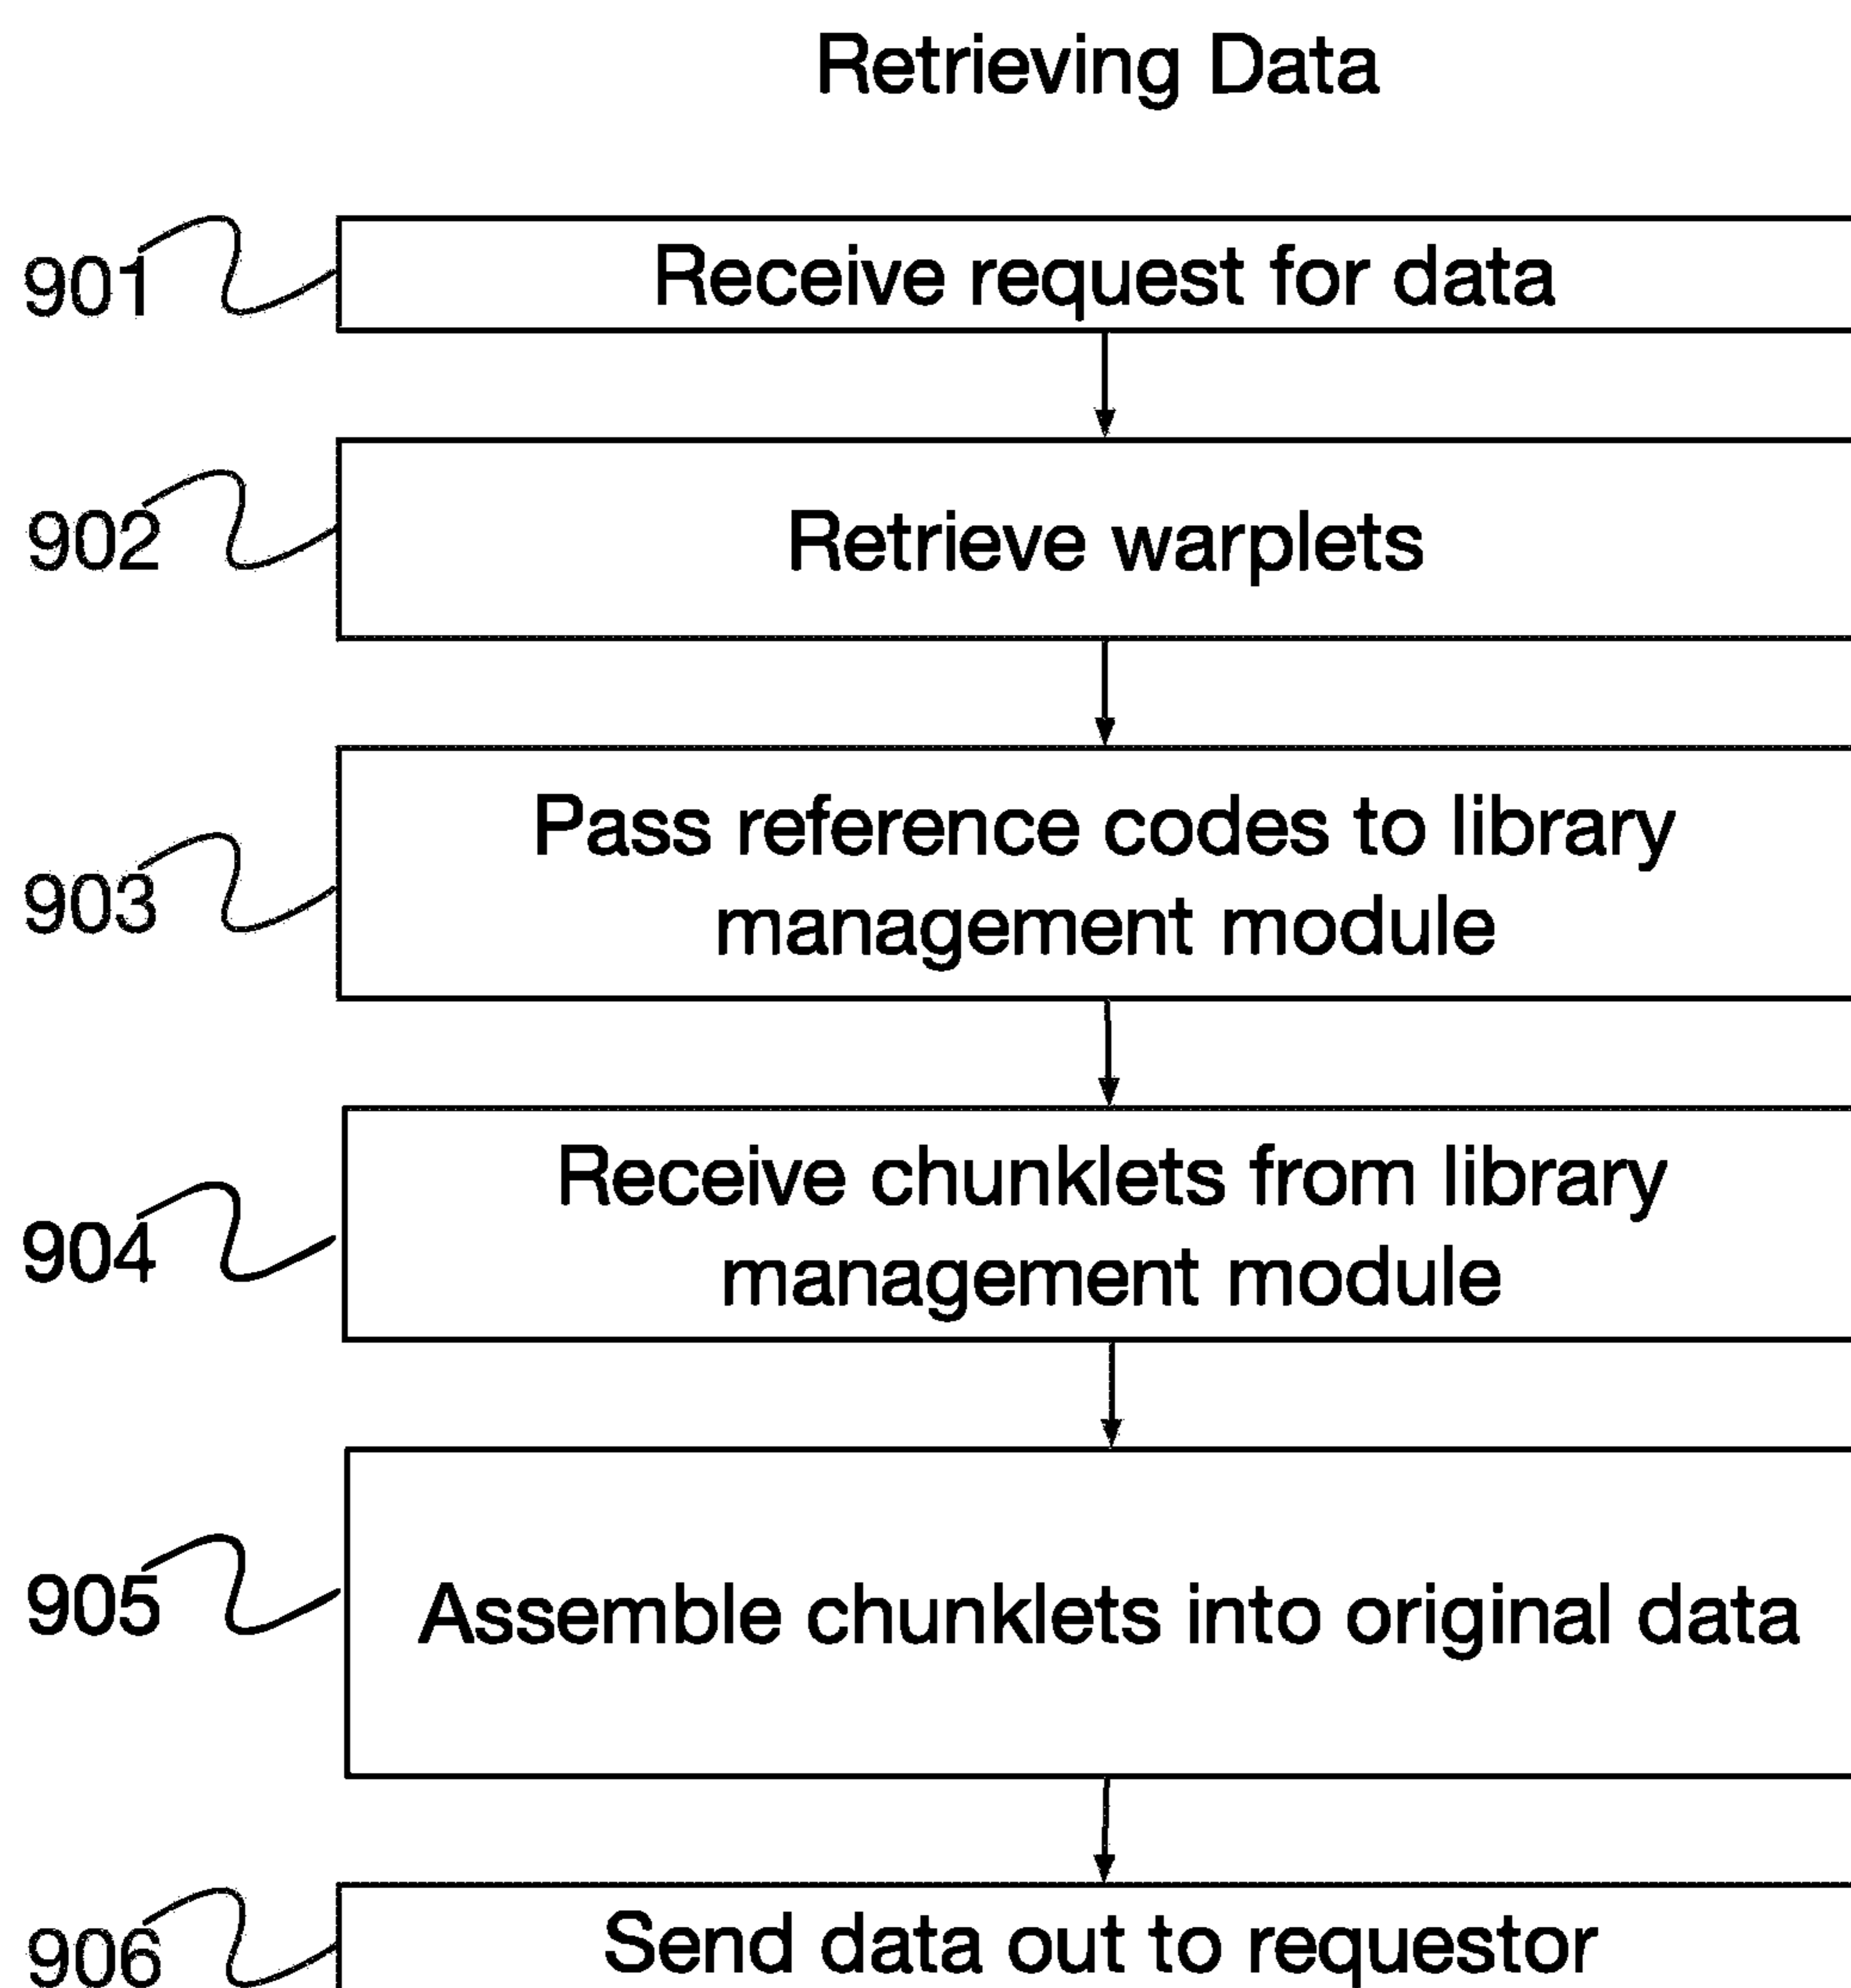 Retrieving Data
901
Receive request for data
902
Retrieve warplets
903
Pass reference codes to library
management module
904
Receive chunklets from library
management module
905
Assemble chunklets into original data
906
Send data out to requestor